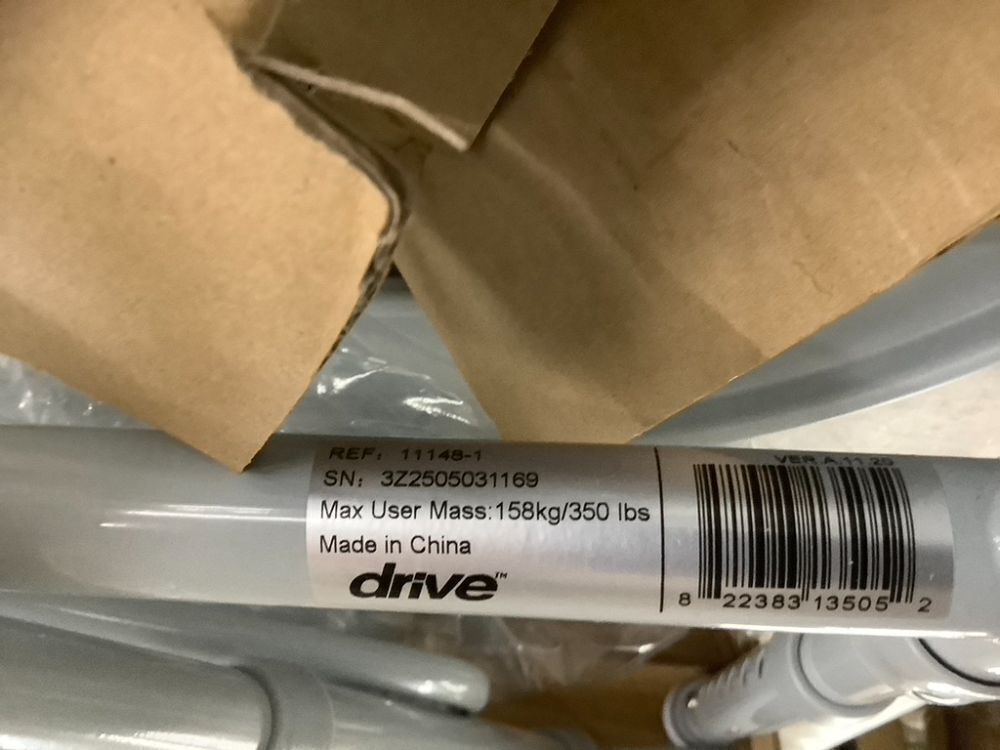 REF: 11148-1
SN: 3Z2505031169
Max User Mass:158kg/350 lbs
Made in China
drive™
VER A 11 20
8 22383 13505 2